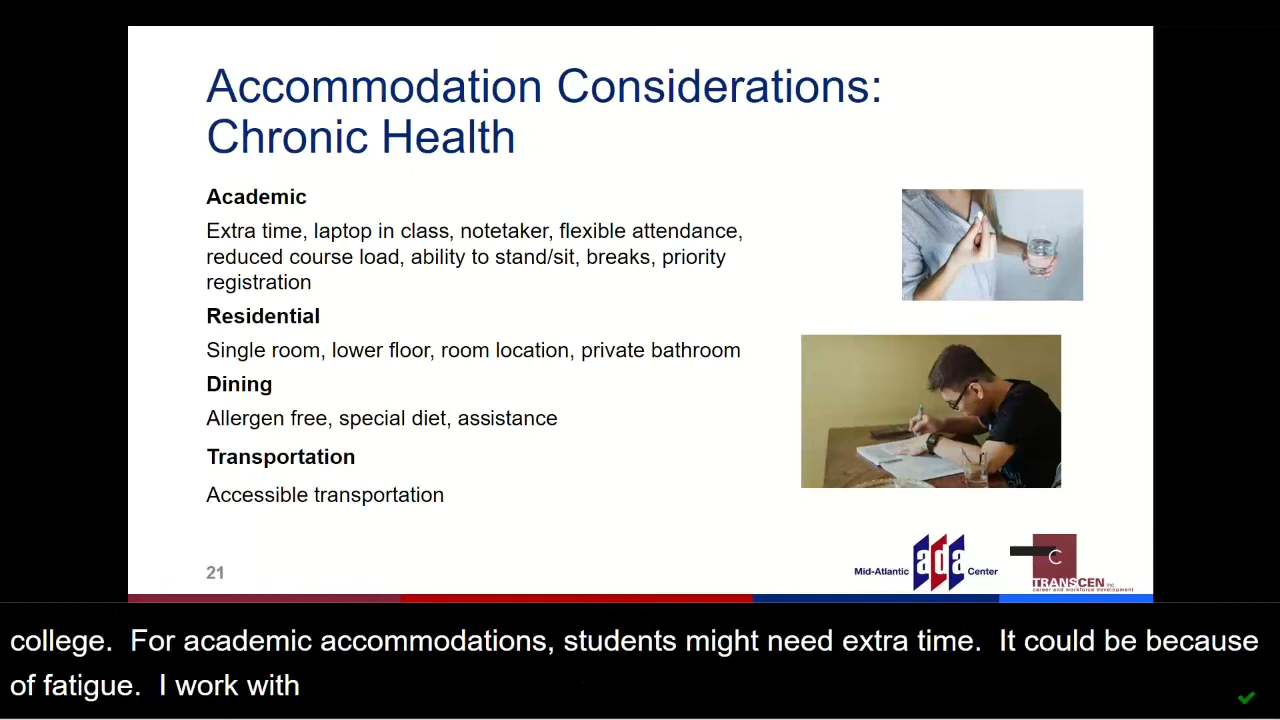 Accommodation Considerations:
Chronic Health
Academic
Extra time, laptop in class, notetaker, flexible attendance,
reduced course load, ability to stand/sit, breaks, priority
registration
Residential
Single room, lower floor, room location, private bathroom
Dining
Allergen free, special diet, assistance
Transportation
Accessible transportation
21
Mid-Atlantic ada Center
C
TRANSCEN inc.
career and workforce development
college. For academic accommodations, students might need extra time. It could be because
of fatigue. I work with